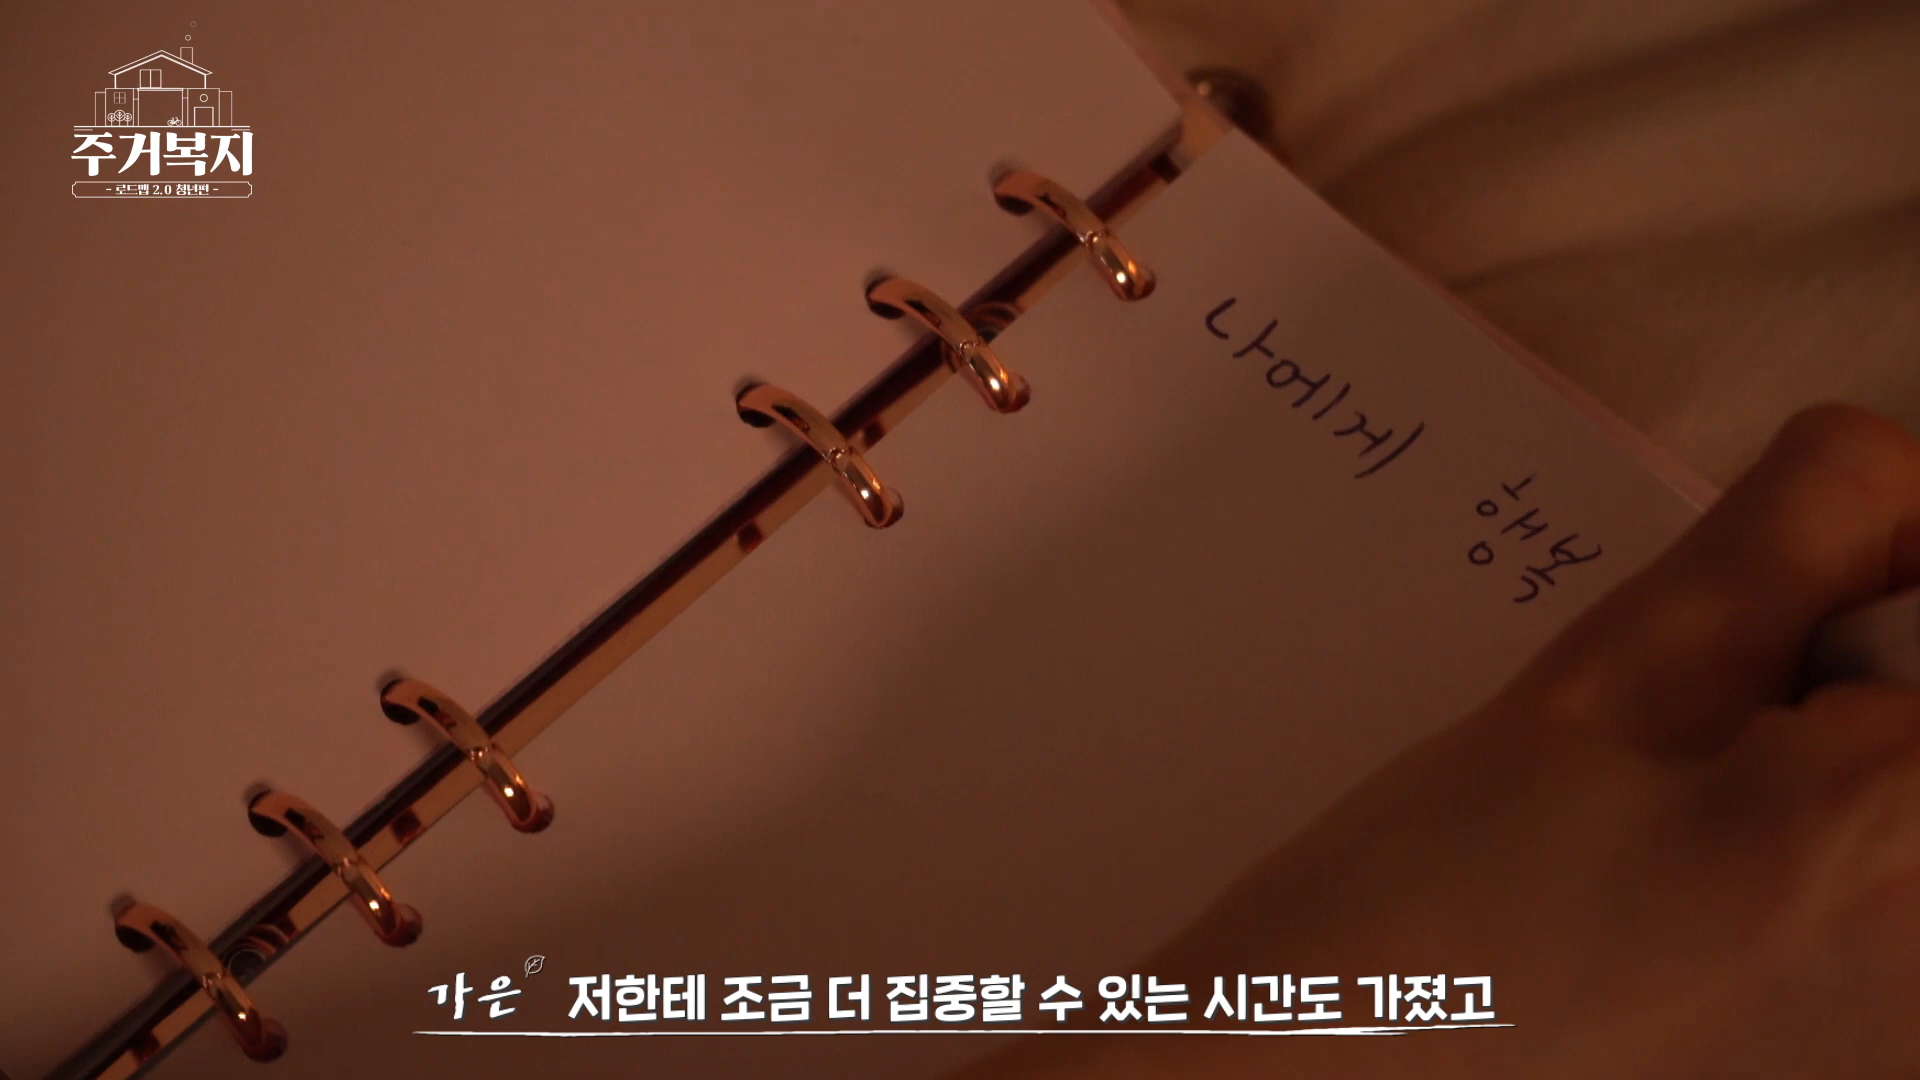 주거복지
- 로드맵 2.0 청년편 -
나에게 행복
가은 저한테 조금 더 집중할 수 있는 시간도 가졌고